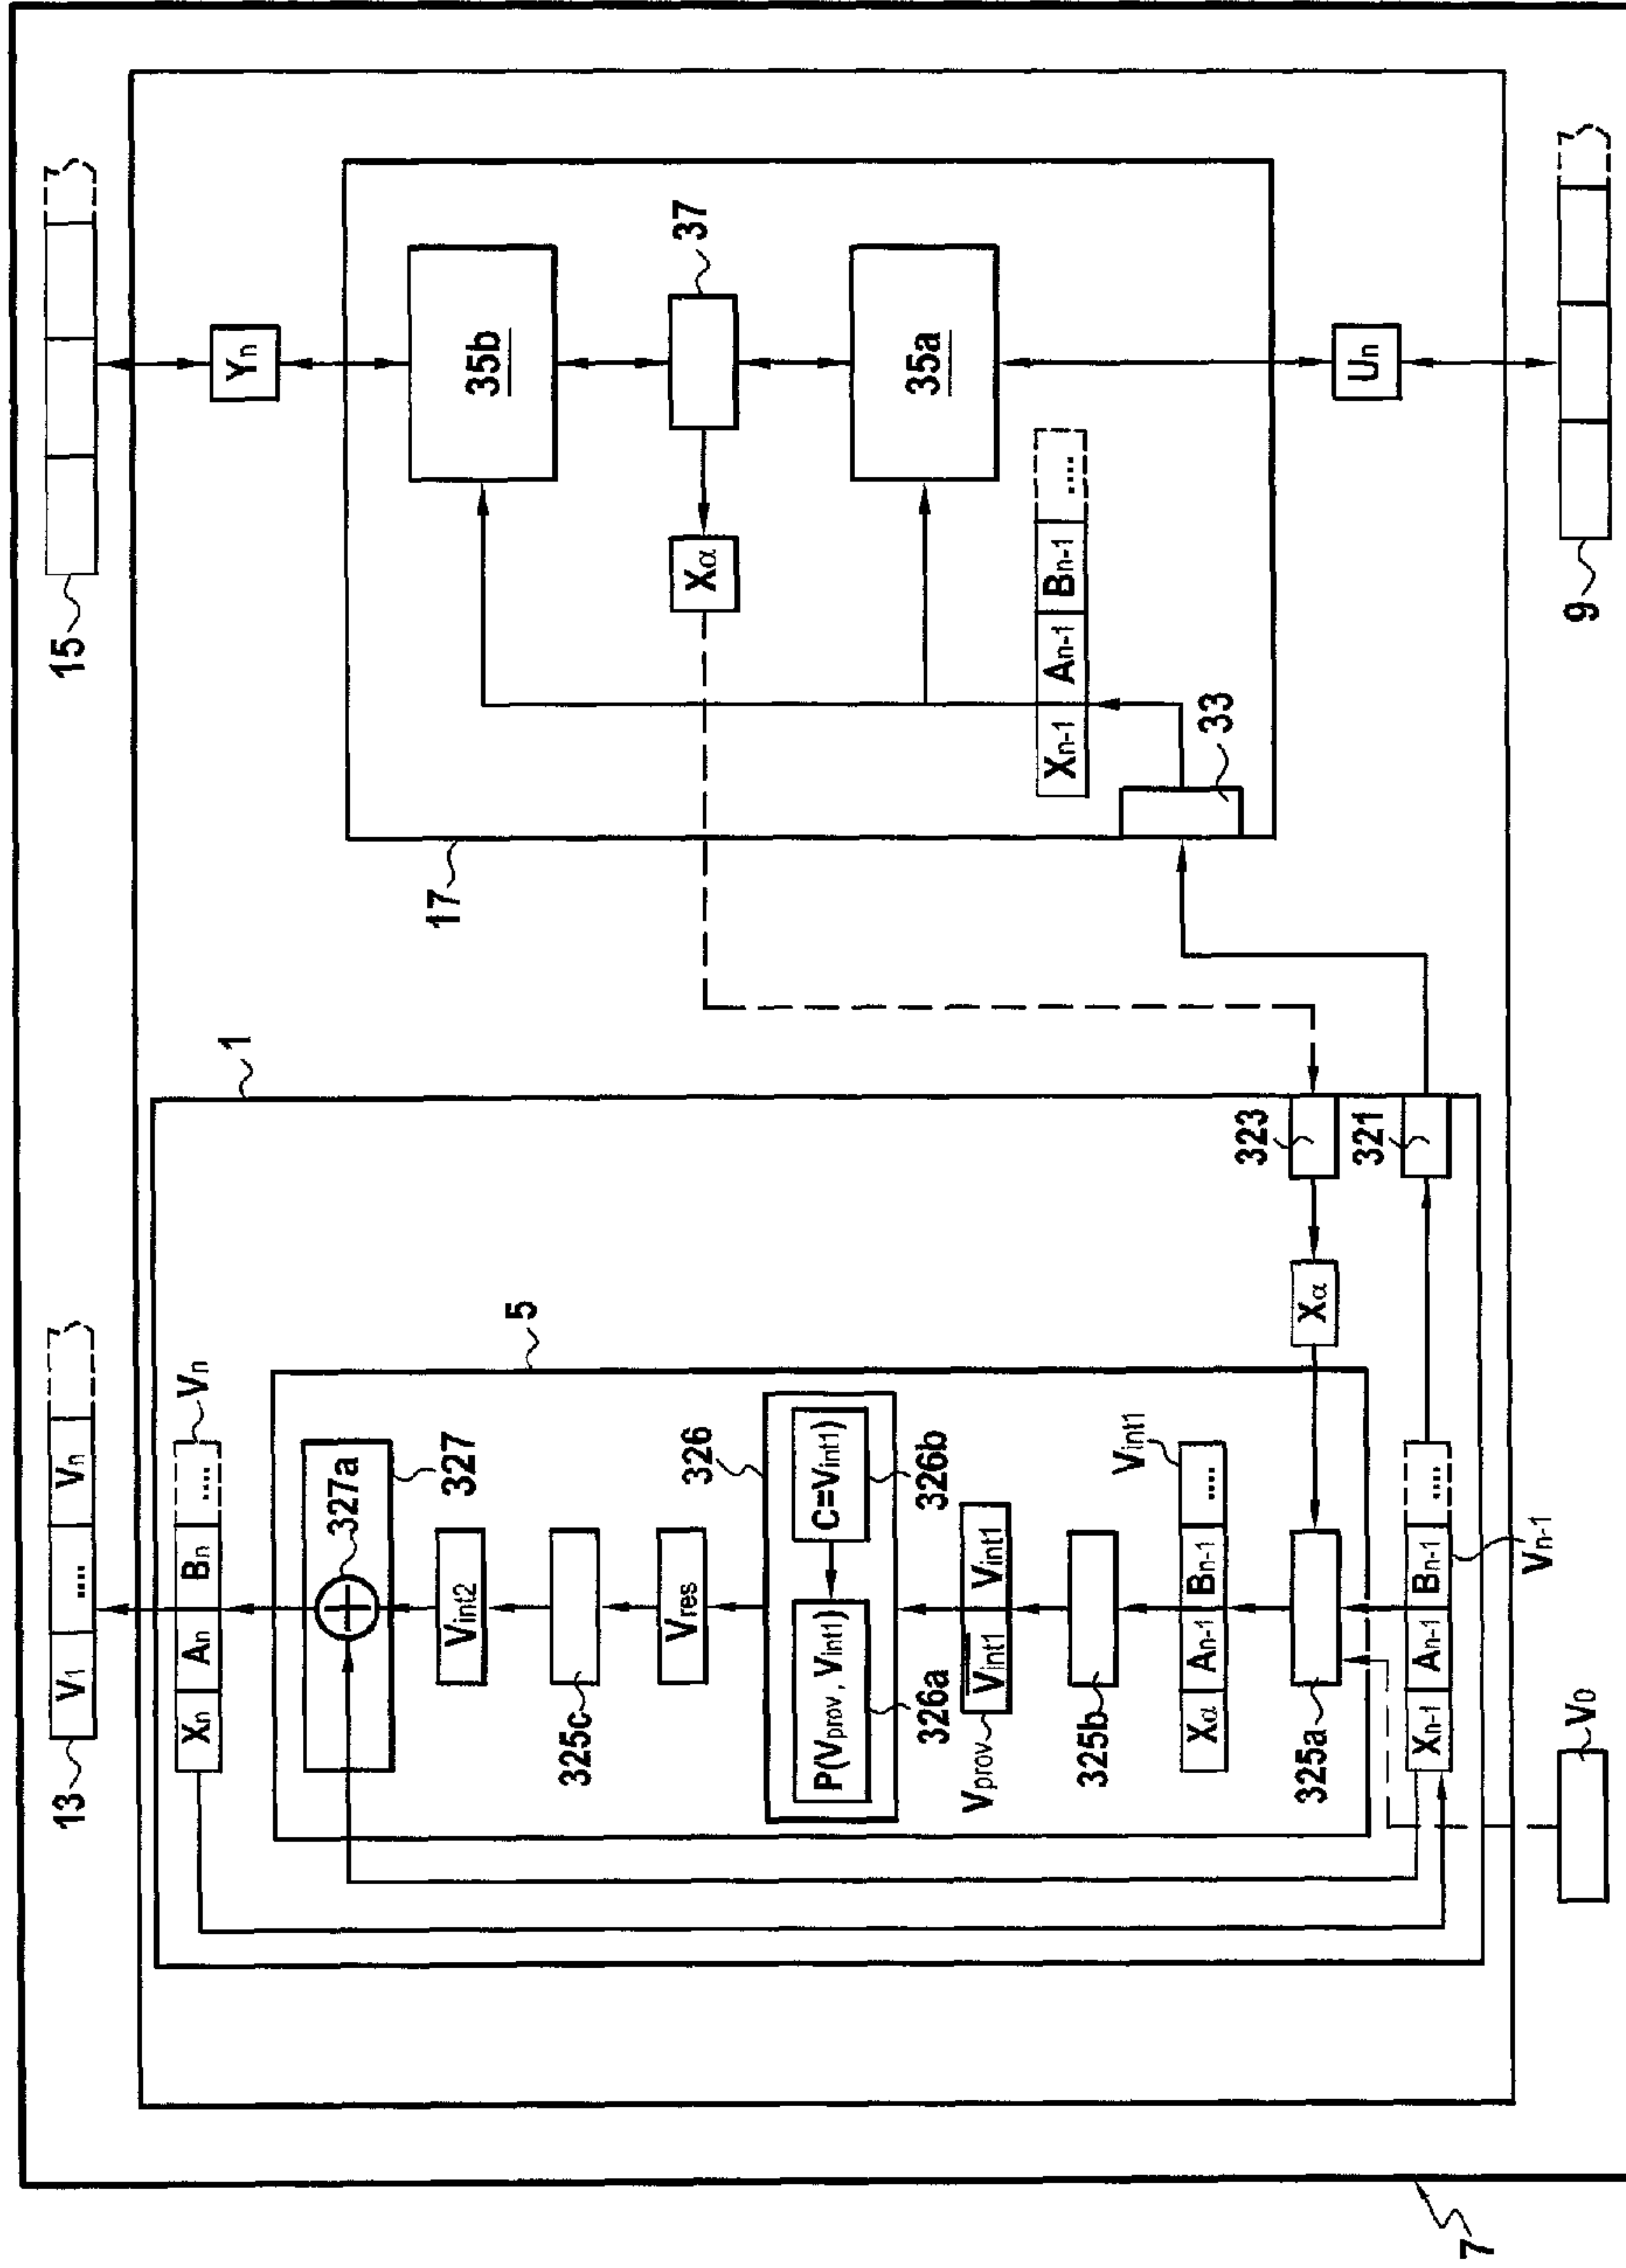 13
V1 .... Vn
15
Xn An Bn ....
Vn
1
Yn
327a
327
5
17
35b
Vint2
325c
Vres
326
P(Vprov , Vint1)
C=Vint1)
326a
326b
Xα
37
Vprov
V̅int1 Vint1
325b
35a
Vint1
Xα An-1 Bn-1 ....
Xn-1 An-1 Bn-1 ....
33
325a
Xα
323
321
Xn-1 An-1 Bn-1 ....
Vn-1
Un
V0
9
7